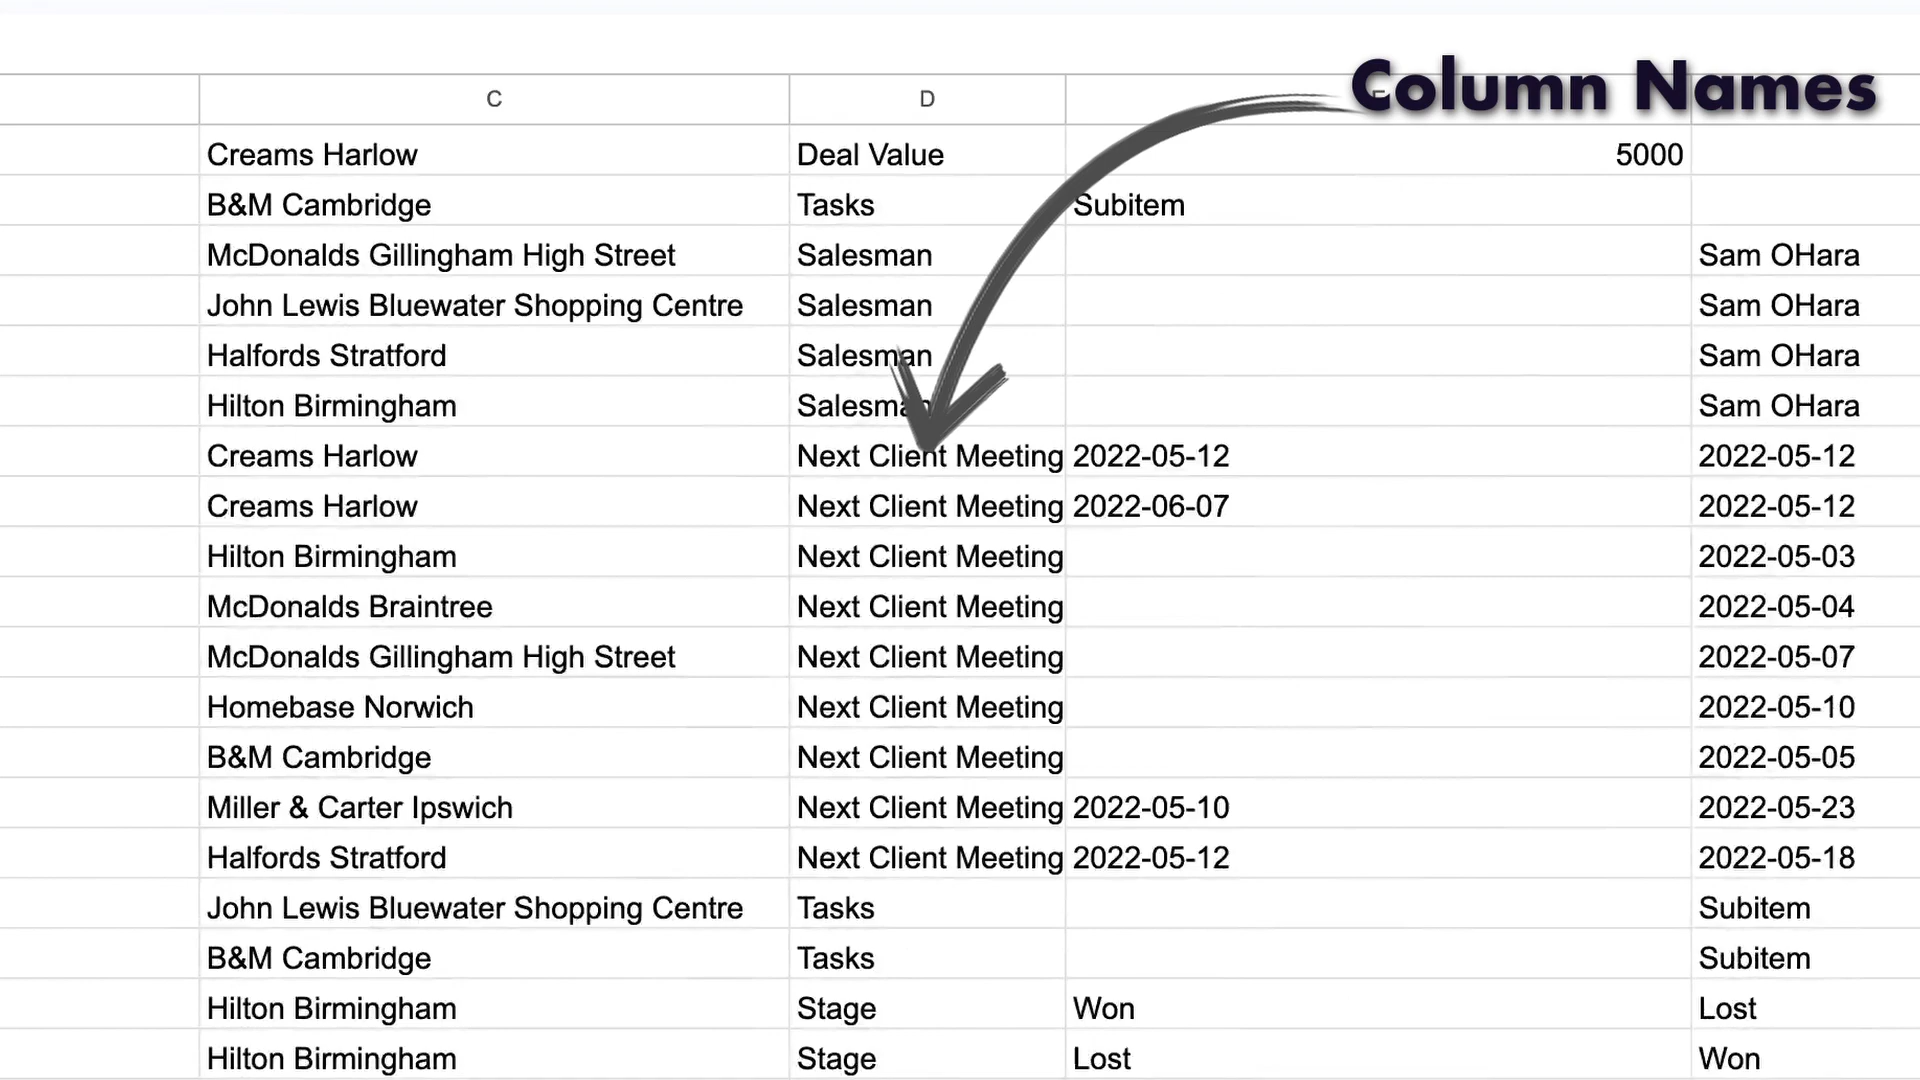 Column Names
C D
Creams Harlow Deal Value 5000
B&M Cambridge Tasks Subitem
McDonalds Gillingham High Street Salesman Sam OHara
John Lewis Bluewater Shopping Centre Salesman Sam OHara
Halfords Stratford Salesman Sam OHara
Hilton Birmingham Salesman Sam OHara
Creams Harlow Next Client Meeting 2022-05-12 2022-05-12
Creams Harlow Next Client Meeting 2022-06-07 2022-05-12
Hilton Birmingham Next Client Meeting 2022-05-03
McDonalds Braintree Next Client Meeting 2022-05-04
McDonalds Gillingham High Street Next Client Meeting 2022-05-07
Homebase Norwich Next Client Meeting 2022-05-10
B&M Cambridge Next Client Meeting 2022-05-05
Miller & Carter Ipswich Next Client Meeting 2022-05-10 2022-05-23
Halfords Stratford Next Client Meeting 2022-05-12 2022-05-18
John Lewis Bluewater Shopping Centre Tasks Subitem
B&M Cambridge Tasks Subitem
Hilton Birmingham Stage Won Lost
Hilton Birmingham Stage Lost Won